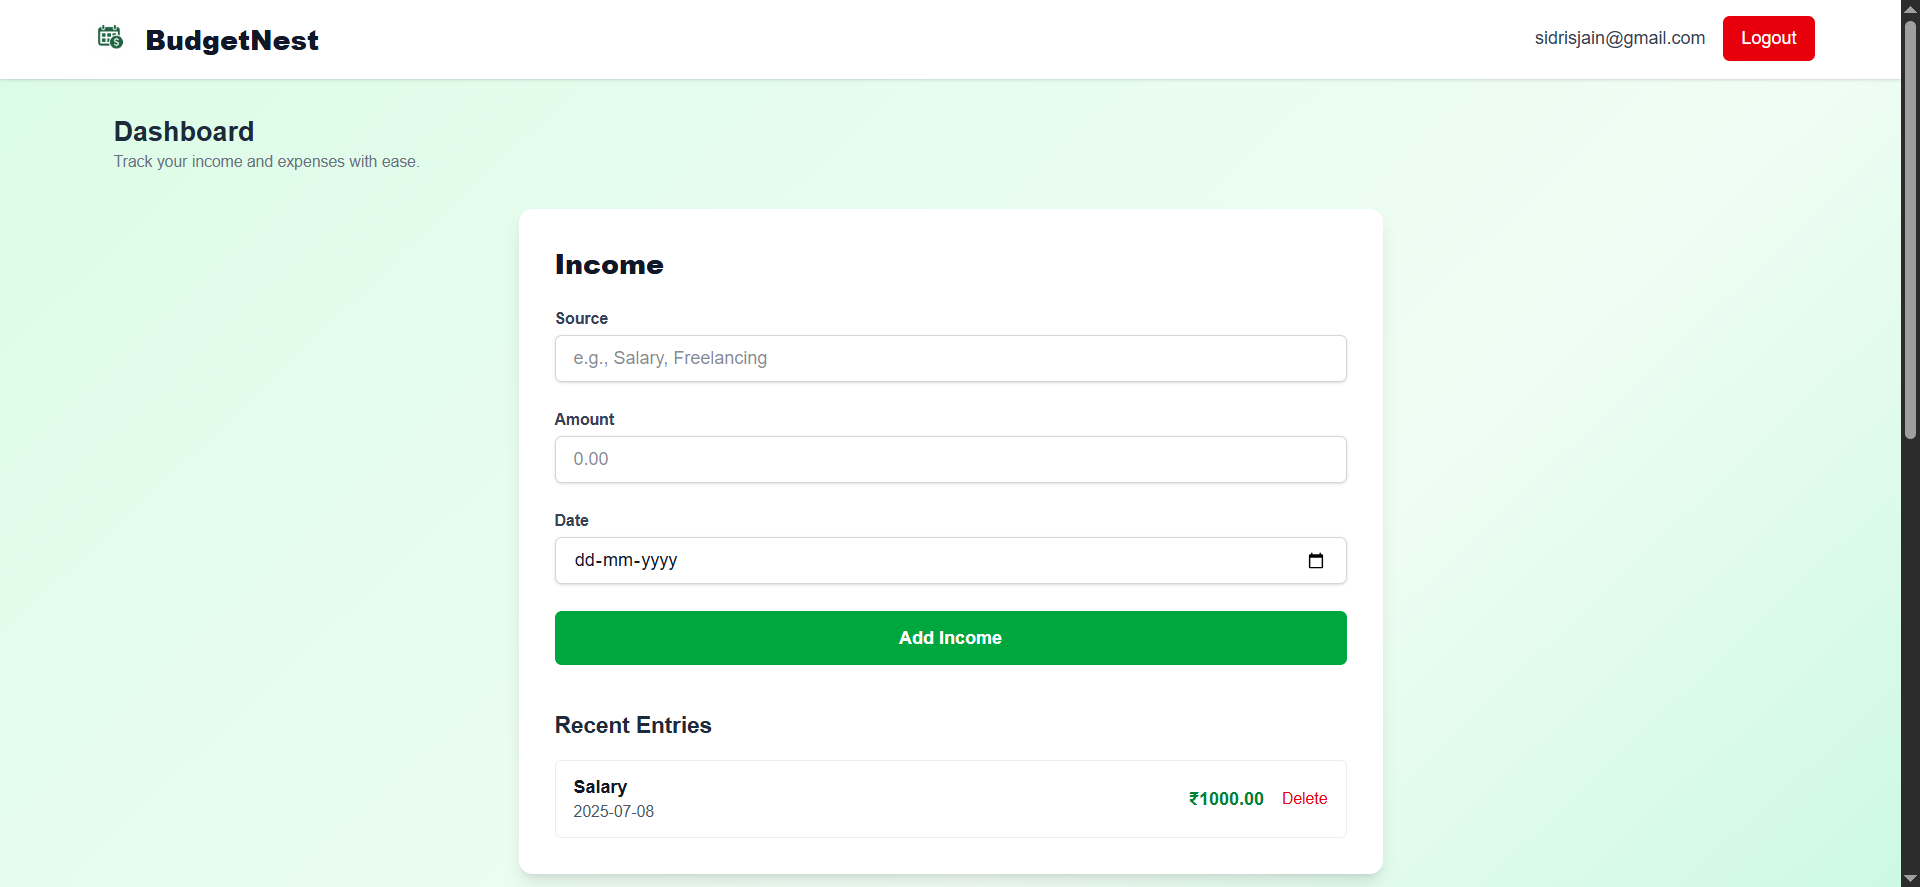 BudgetNest
sidrisjain@gmail.com
Logout
Dashboard
Track your income and expenses with ease.
Income
Source
e.g., Salary, Freelancing
Amount
0.00
Date
dd-mm-yyyy
Add Income
Recent Entries
Salary
2025-07-08
₹1000.00
Delete